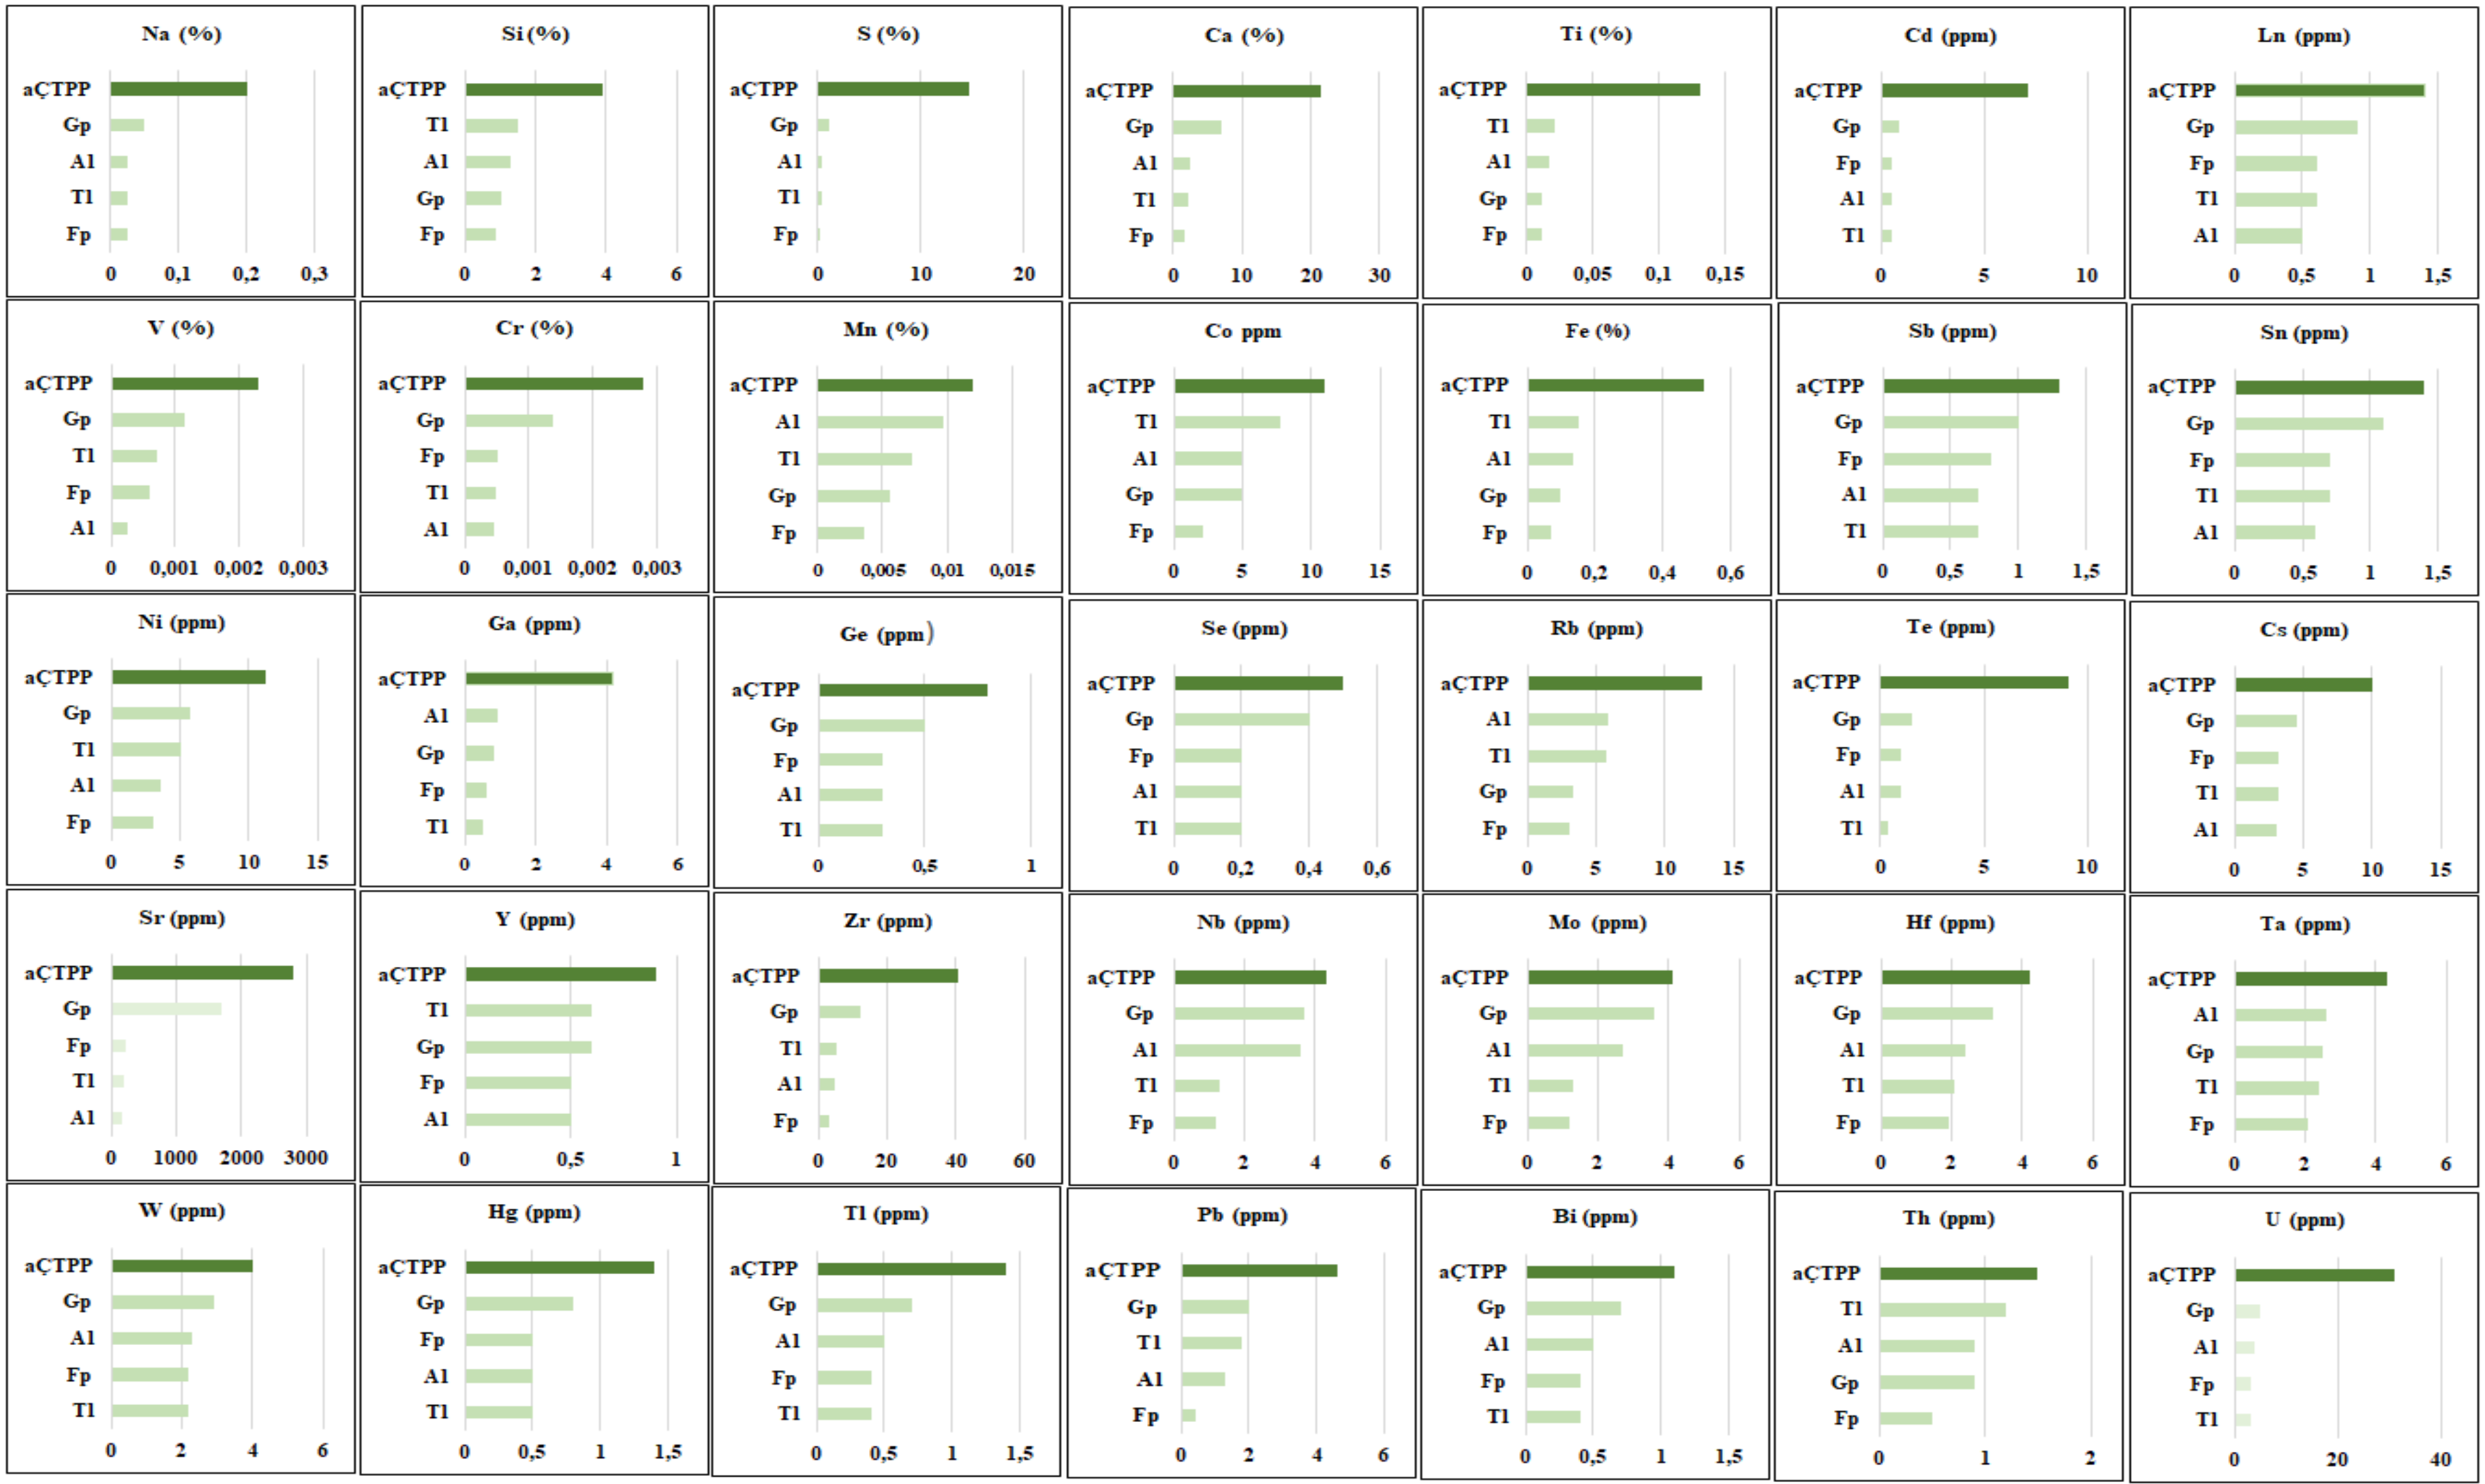 Na (%)
aÇTPP
Gp
Al
Tl
Fp
0 0,1 0,2 0,3
Si (%)
aÇTPP
Tl
Al
Gp
Fp
0 2 4 6
S (%)
aÇTPP
Gp
Al
Tl
Fp
0 10 20
Ca (%)
aÇTPP
Gp
Al
Tl
Fp
0 10 20 30
Ti (%)
aÇTPP
Tl
Al
Gp
Fp
0 0,05 0,1 0,15
Cd (ppm)
aÇTPP
Gp
Fp
Al
Tl
0 5 10
Ln (ppm)
aÇTPP
Gp
Fp
Tl
Al
0 0,5 1 1,5
V (%)
aÇTPP
Gp
Tl
Fp
Al
0 0,001 0,002 0,003
Cr (%)
aÇTPP
Gp
Fp
Tl
Al
0 0,001 0,002 0,003
Mn (%)
aÇTPP
Al
Tl
Gp
Fp
0 0,005 0,01 0,015
Co ppm
aÇTPP
Tl
Al
Gp
Fp
0 5 10 15
Fe (%)
aÇTPP
Tl
Al
Gp
Fp
0 0,2 0,4 0,6
Sb (ppm)
aÇTPP
Gp
Fp
Al
Tl
0 0,5 1 1,5
Sn (ppm)
aÇTPP
Gp
Fp
Tl
Al
0 0,5 1 1,5
Ni (ppm)
aÇTPP
Gp
Tl
Al
Fp
0 5 10 15
Ga (ppm)
aÇTPP
Al
Gp
Fp
Tl
0 2 4 6
Ge (ppm)
aÇTPP
Gp
Fp
Al
Tl
0 0,5 1
Se (ppm)
aÇTPP
Gp
Fp
Al
Tl
0 0,2 0,4 0,6
Rb (ppm)
aÇTPP
Al
Tl
Gp
Fp
0 5 10 15
Te (ppm)
aÇTPP
Gp
Fp
Al
Tl
0 5 10
Cs (ppm)
aÇTPP
Gp
Fp
Tl
Al
0 5 10 15
Sr (ppm)
aÇTPP
Gp
Fp
Tl
Al
0 1000 2000 3000
Y (ppm)
aÇTPP
Tl
Gp
Fp
Al
0 0,5 1
Zr (ppm)
aÇTPP
Gp
Tl
Al
Fp
0 20 40 60
Nb (ppm)
aÇTPP
Gp
Al
Tl
Fp
0 2 4 6
Mo (ppm)
aÇTPP
Gp
Al
Tl
Fp
0 2 4 6
Hf (ppm)
aÇTPP
Gp
Al
Tl
Fp
0 2 4 6
Ta (ppm)
aÇTPP
Al
Gp
Tl
Fp
0 2 4 6
W (ppm)
aÇTPP
Gp
Al
Fp
Tl
0 2 4 6
Hg (ppm)
aÇTPP
Gp
Fp
Al
Tl
0 0,5 1 1,5
Tl (ppm)
aÇTPP
Gp
Al
Fp
Tl
0 0,5 1 1,5
Pb (ppm)
aÇTPP
Gp
Tl
Al
Fp
0 2 4 6
Bi (ppm)
aÇTPP
Gp
Al
Fp
Tl
0 0,5 1 1,5
Th (ppm)
aÇTPP
Tl
Al
Gp
Fp
0 1 2
U (ppm)
aÇTPP
Gp
Al
Fp
Tl
0 20 40